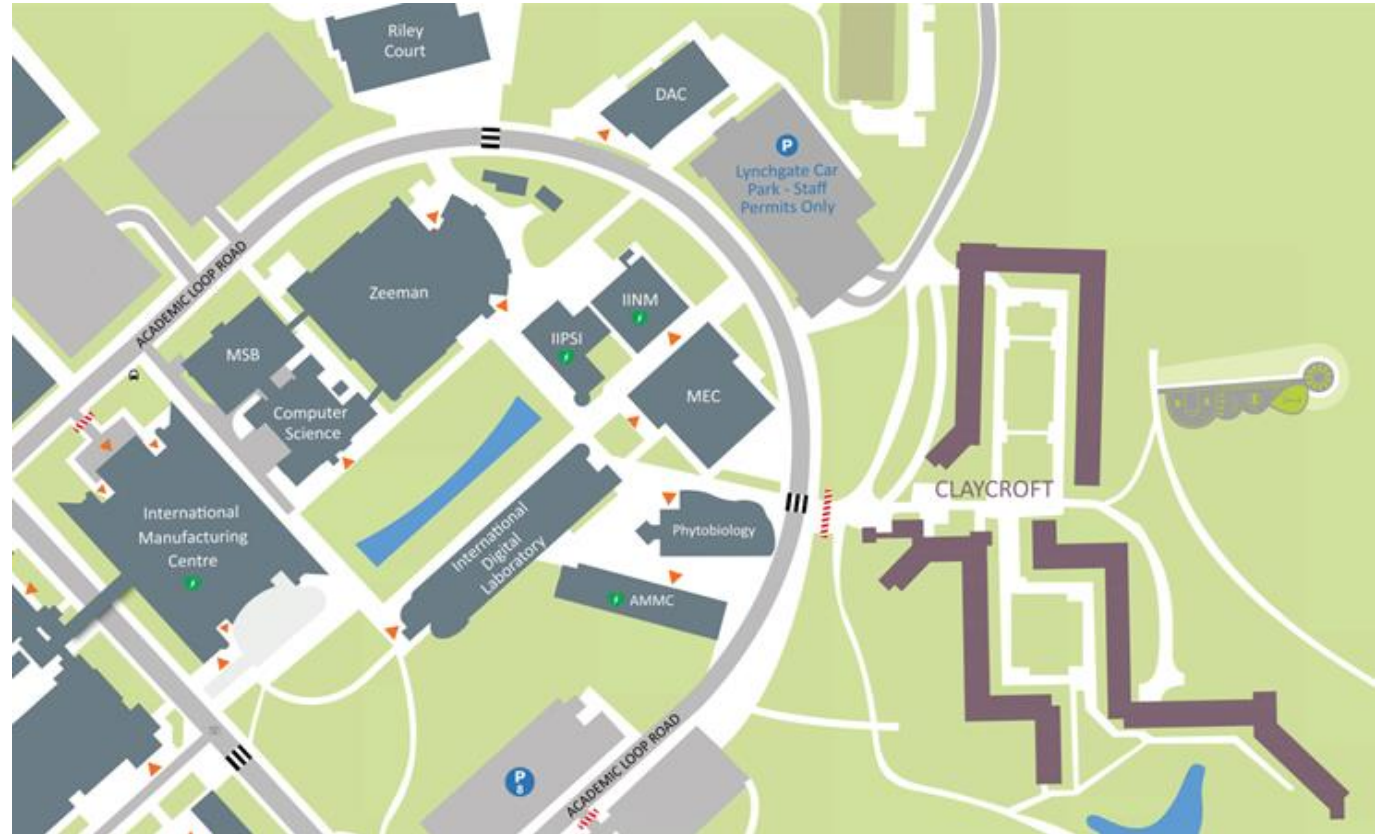 Riley
Court
DAC
P
Lynchgate Car
Park - Staff
Permits Only
ACADEMIC LOOP ROAD
Zeeman
IINM
IIPSI
MSB
MEC
Computer
Science
CLAYCROFT
International
Manufacturing
Centre
International
Digital
Laboratory
Phytobiology
AMMC
P
8
ACADEMIC LOOP ROAD